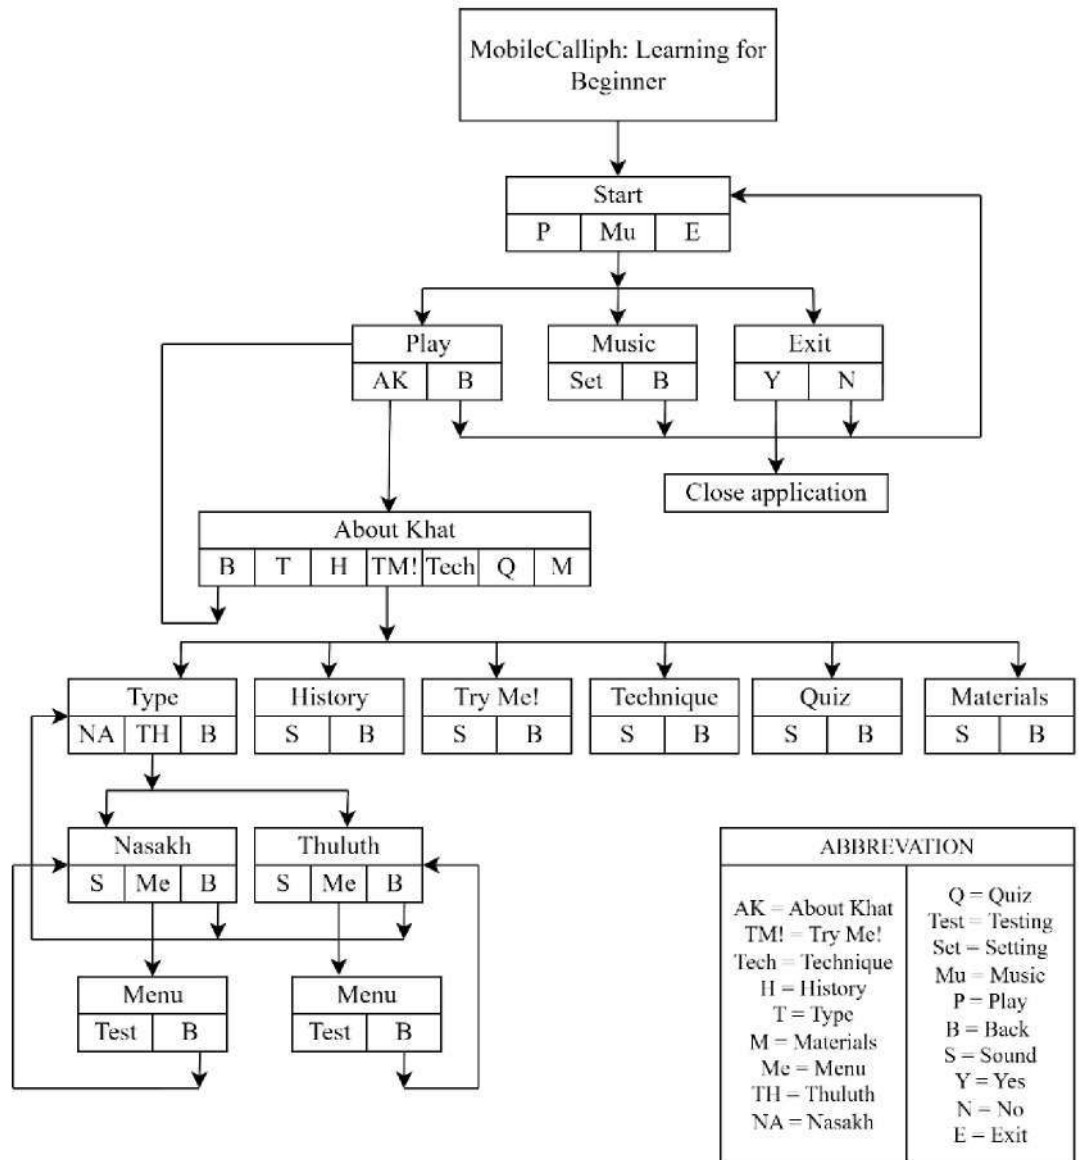 MobileCalliph: Learning for
Beginner
Start
P Mu E
Play
AK B
Music
Set B
Exit
Y N
Close application
About Khat
B T H TM! Tech Q M
Type
NA TH B
History
S B
Try Me!
S B
Technique
S B
Quiz
S B
Materials
S B
Nasakh
S Me B
Thuluth
S Me B
Menu
Test B
Menu
Test B
ABBREVATION
AK = About Khat
TM! = Try Me!
Tech = Technique
H = History
T = Type
M = Materials
Me = Menu
TH = Thuluth
NA = Nasakh
Q = Quiz
Test = Testing
Set = Setting
Mu = Music
P = Play
B = Back
S = Sound
Y = Yes
N = No
E = Exit